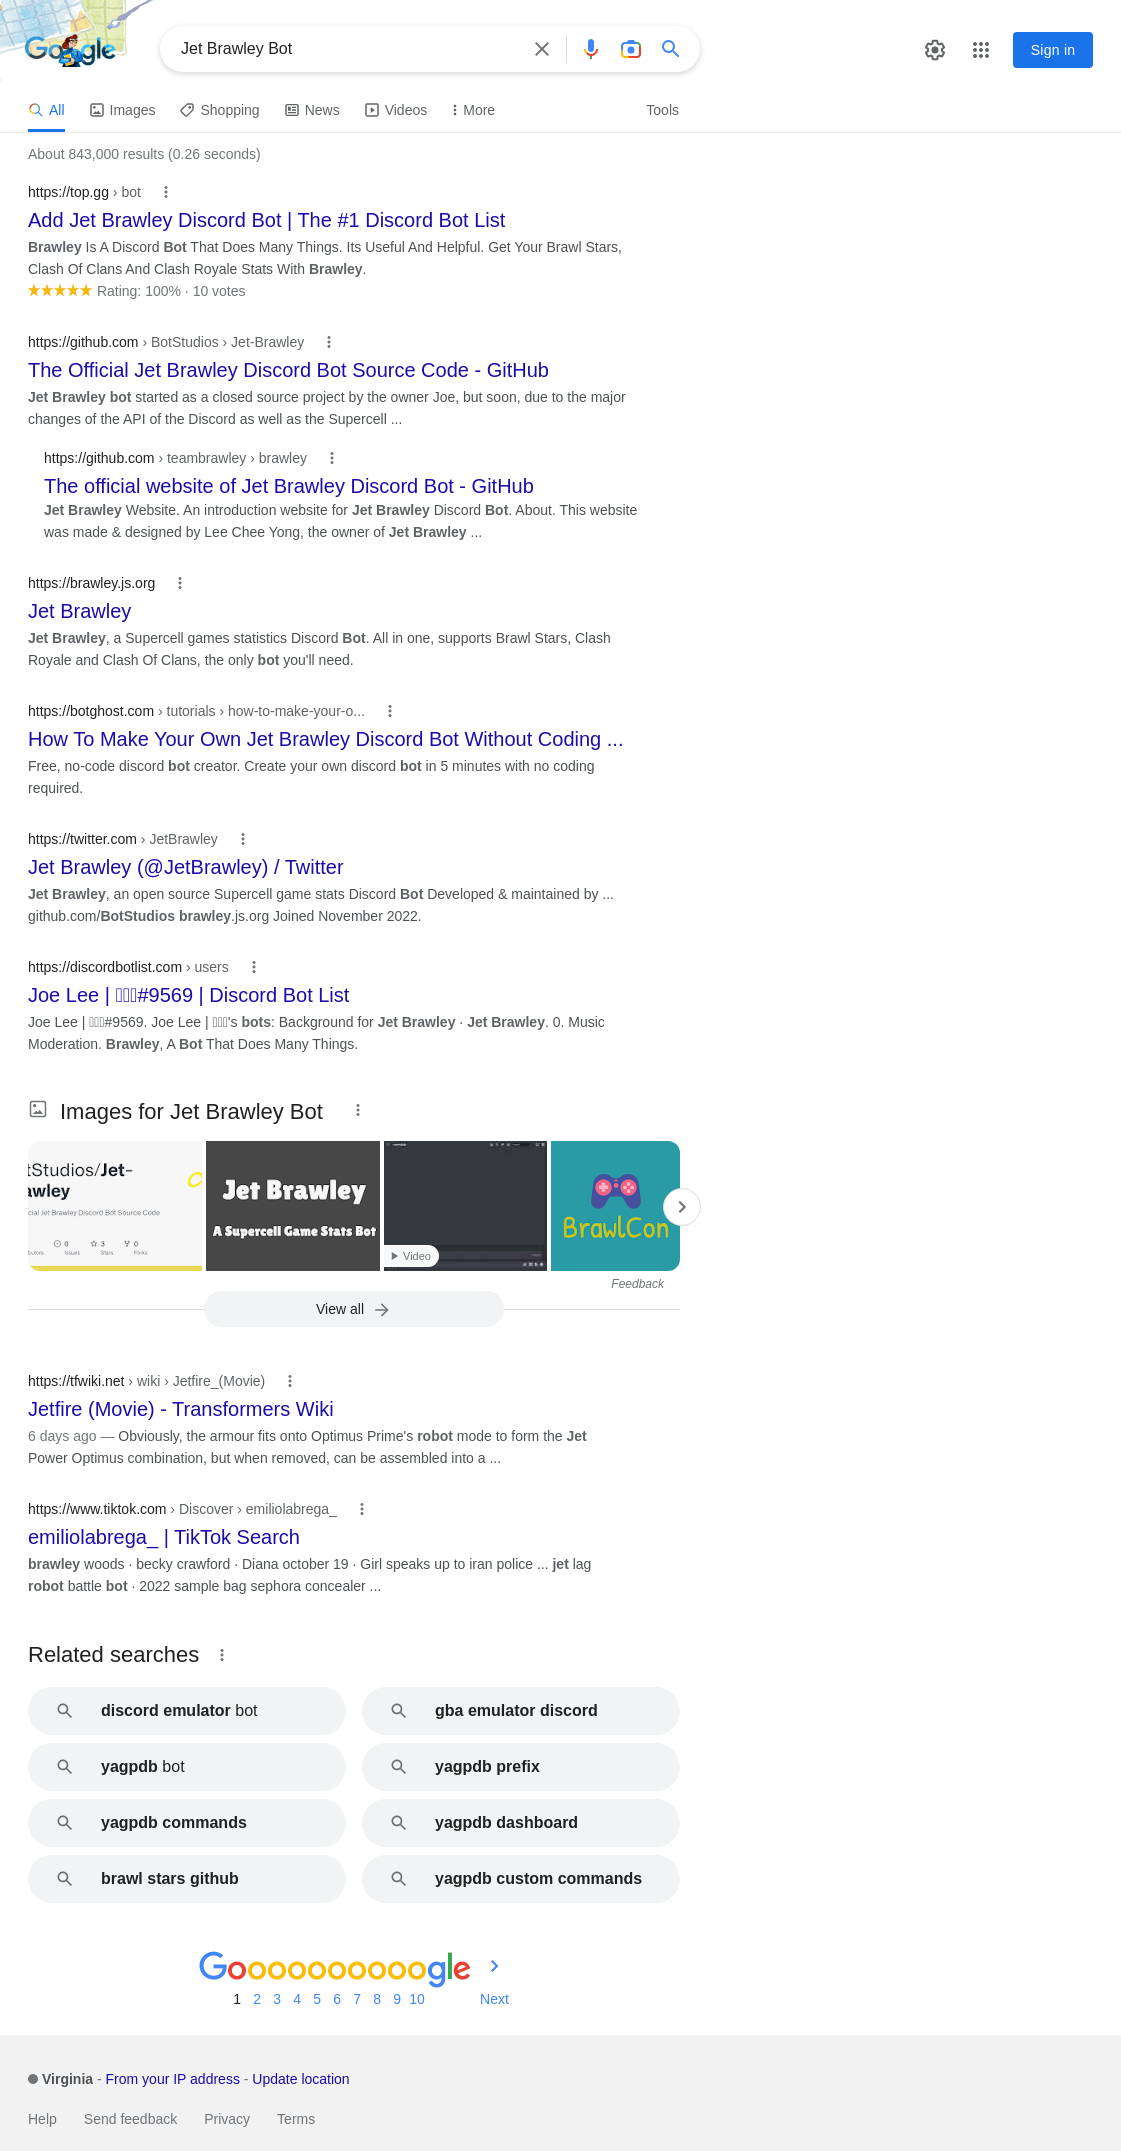 Google
Jet Brawley Bot
Sign in
All
Images
Shopping
News
Videos
More
Tools
About 843,000 results (0.26 seconds)
https://top.gg › bot
Add Jet Brawley Discord Bot | The #1 Discord Bot List
Brawley Is A Discord Bot That Does Many Things. Its Useful And Helpful. Get Your Brawl Stars,
Clash Of Clans And Clash Royale Stats With Brawley.
Rating: 100% · 10 votes
https://github.com › BotStudios › Jet-Brawley
The Official Jet Brawley Discord Bot Source Code - GitHub
Jet Brawley bot started as a closed source project by the owner Joe, but soon, due to the major
changes of the API of the Discord as well as the Supercell ...
https://github.com › teambrawley › brawley
The official website of Jet Brawley Discord Bot - GitHub
Jet Brawley Website. An introduction website for Jet Brawley Discord Bot. About. This website
was made & designed by Lee Chee Yong, the owner of Jet Brawley ...
https://brawley.js.org
Jet Brawley
Jet Brawley, a Supercell games statistics Discord Bot. All in one, supports Brawl Stars, Clash
Royale and Clash Of Clans, the only bot you'll need.
https://botghost.com › tutorials › how-to-make-your-o...
How To Make Your Own Jet Brawley Discord Bot Without Coding ...
Free, no-code discord bot creator. Create your own discord bot in 5 minutes with no coding
required.
https://twitter.com › JetBrawley
Jet Brawley (@JetBrawley) / Twitter
Jet Brawley, an open source Supercell game stats Discord Bot Developed & maintained by ...
github.com/BotStudios brawley.js.org Joined November 2022.
https://discordbotlist.com › users
Joe Lee | #9569 | Discord Bot List
Joe Lee | #9569. Joe Lee | 's bots: Background for Jet Brawley · Jet Brawley. 0. Music
Moderation. Brawley, A Bot That Does Many Things.
Images for Jet Brawley Bot
tStudios/Jet-
awley
cial Jet Brawley Discord Bot Source Code
0
3
0
butors
Issues
Stars
Forks
Jet Brawley
A Supercell Game Stats Bot
Video
BrawlCon
Feedback
View all
https://tfwiki.net › wiki › Jetfire_(Movie)
Jetfire (Movie) - Transformers Wiki
6 days ago — Obviously, the armour fits onto Optimus Prime's robot mode to form the Jet
Power Optimus combination, but when removed, can be assembled into a ...
https://www.tiktok.com › Discover › emiliolabrega_
emiliolabrega_ | TikTok Search
brawley woods · becky crawford · Diana october 19 · Girl speaks up to iran police ... jet lag
robot battle bot · 2022 sample bag sephora concealer ...
Related searches
discord emulator bot
gba emulator discord
yagpdb bot
yagpdb prefix
yagpdb commands
yagpdb dashboard
brawl stars github
yagpdb custom commands
Goooooooooogle
1 2 3 4 5 6 7 8 9 10 Next
Virginia - From your IP address - Update location
Help
Send feedback
Privacy
Terms